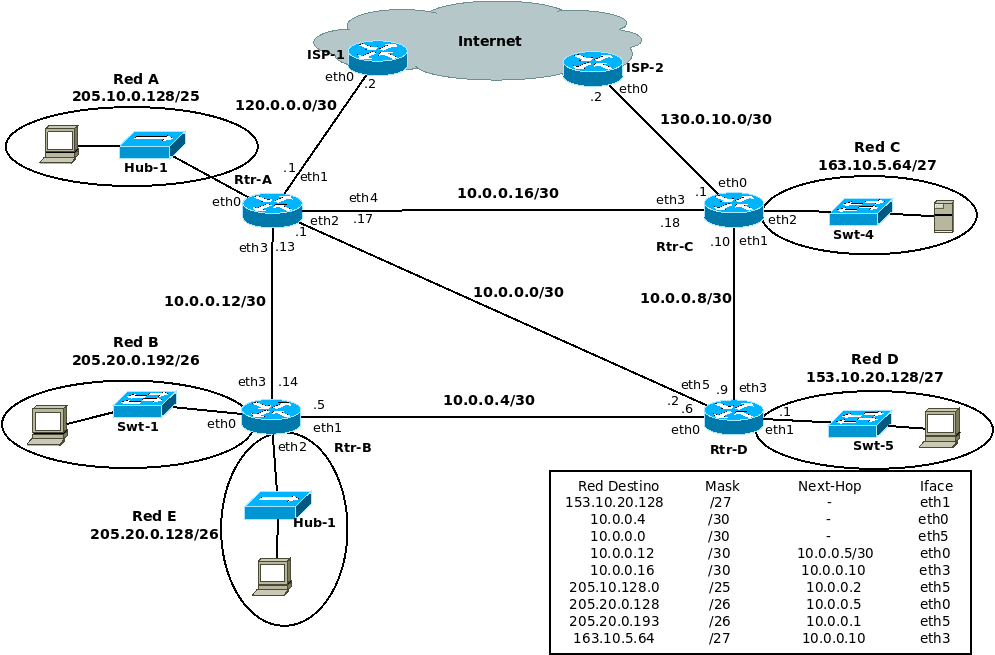 Internet
ISP-1
eth0
.2
ISP-2
eth0
.2
Red A
205.10.0.128/25
Hub-1
120.0.0.0/30
130.0.10.0/30
Red C
163.10.5.64/27
Swt-4
Rtr-A
eth0
.1
eth1
eth4
.17
eth2
.1
eth3
.13
10.0.0.16/30
eth3
.18
.1
eth0
eth2
Rtr-C
.10
eth1
10.0.0.12/30
10.0.0.0/30
10.0.0.8/30
Red B
205.20.0.192/26
Swt-1
eth3
.14
eth0
.5
eth1
eth2
Rtr-B
10.0.0.4/30
eth5
.2
.6
eth0
.9
eth3
.1
eth1
Rtr-D
Red D
153.10.20.128/27
Swt-5
Red E
205.20.0.128/26
Hub-1
Red Destino Mask Next-Hop Iface
153.10.20.128 /27 - eth1
10.0.0.4 /30 - eth0
10.0.0.0 /30 - eth5
10.0.0.12 /30 10.0.0.5/30 eth0
10.0.0.16 /30 10.0.0.10 eth3
205.10.128.0 /25 10.0.0.2 eth5
205.20.0.128 /26 10.0.0.5 eth0
205.20.0.193 /26 10.0.0.1 eth5
163.10.5.64 /27 10.0.0.10 eth3